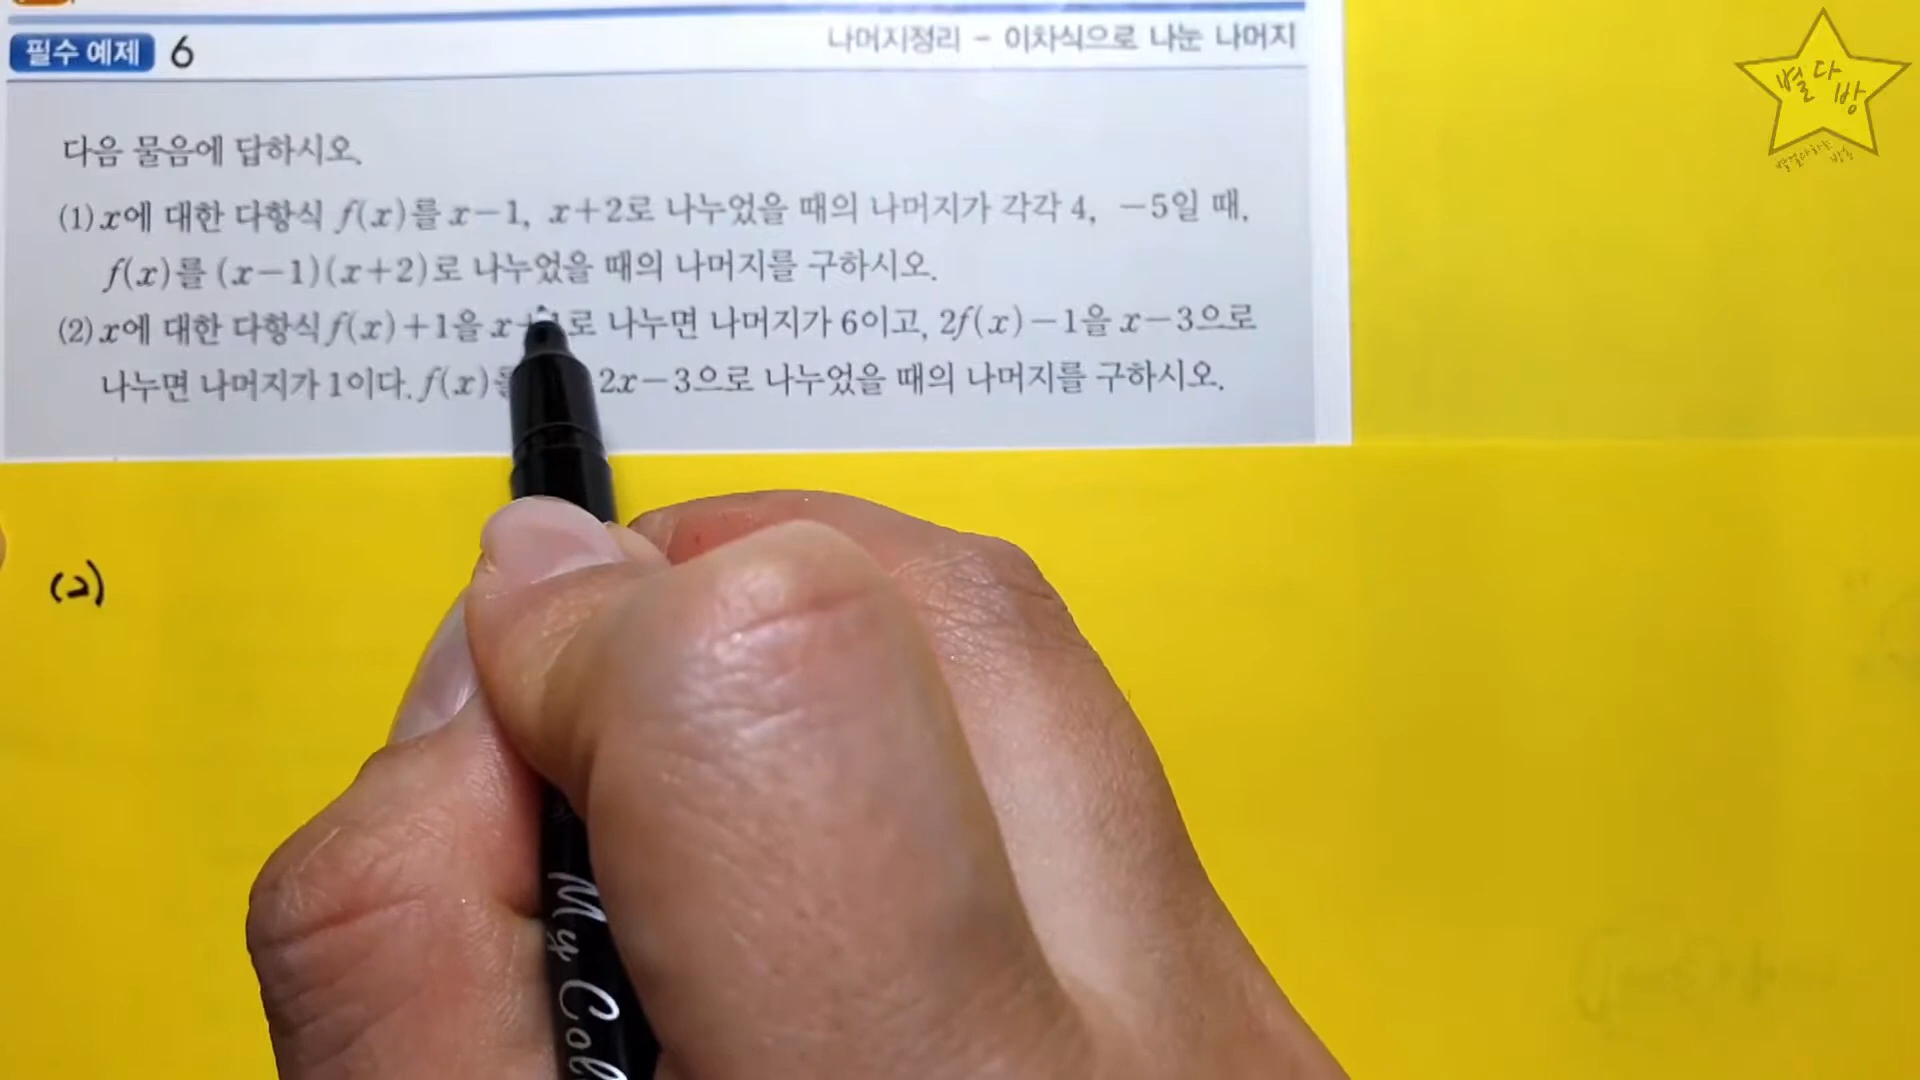 필수 예제 6
나머지정리 - 이차식으로 나눈 나머지
다음 물음에 답하시오.
(1) x에 대한 다항식 f(x)를 x-1, x+2로 나누었을 때의 나머지가 각각 4, -5일 때,
f(x)를 (x-1)(x+2)로 나누었을 때의 나머지를 구하시오.
(2) x에 대한 다항식 f(x)+1을 로 나누면 나머지가 6이고, 2f(x)-1을 x-3으로
나누면 나머지가 1이다. f(x) 2x-3으로 나누었을 때의 나머지를 구하시오.
(2)
My Col
별다방